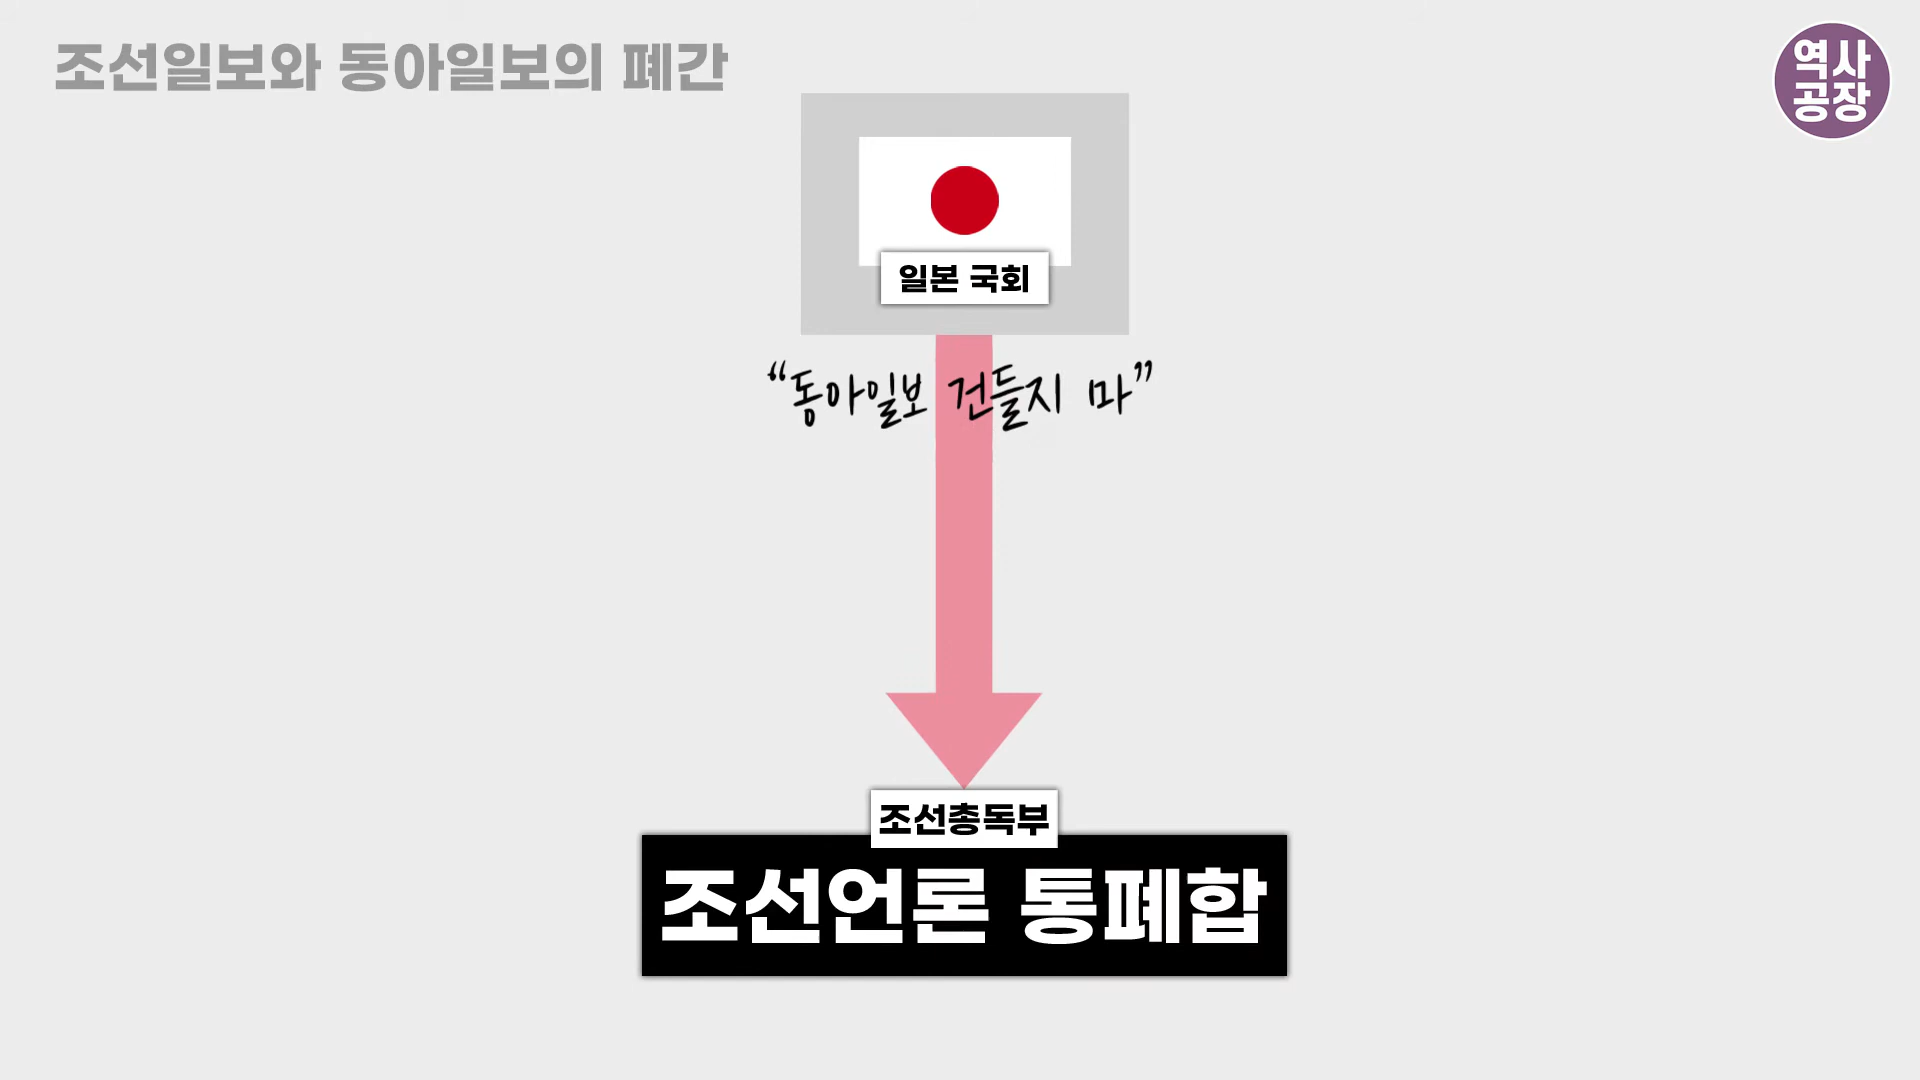 조선일보와 동아일보의 폐간
역사
공장
일본 국회
“동아일보 건들지 마”
조선총독부
조선언론 통폐합